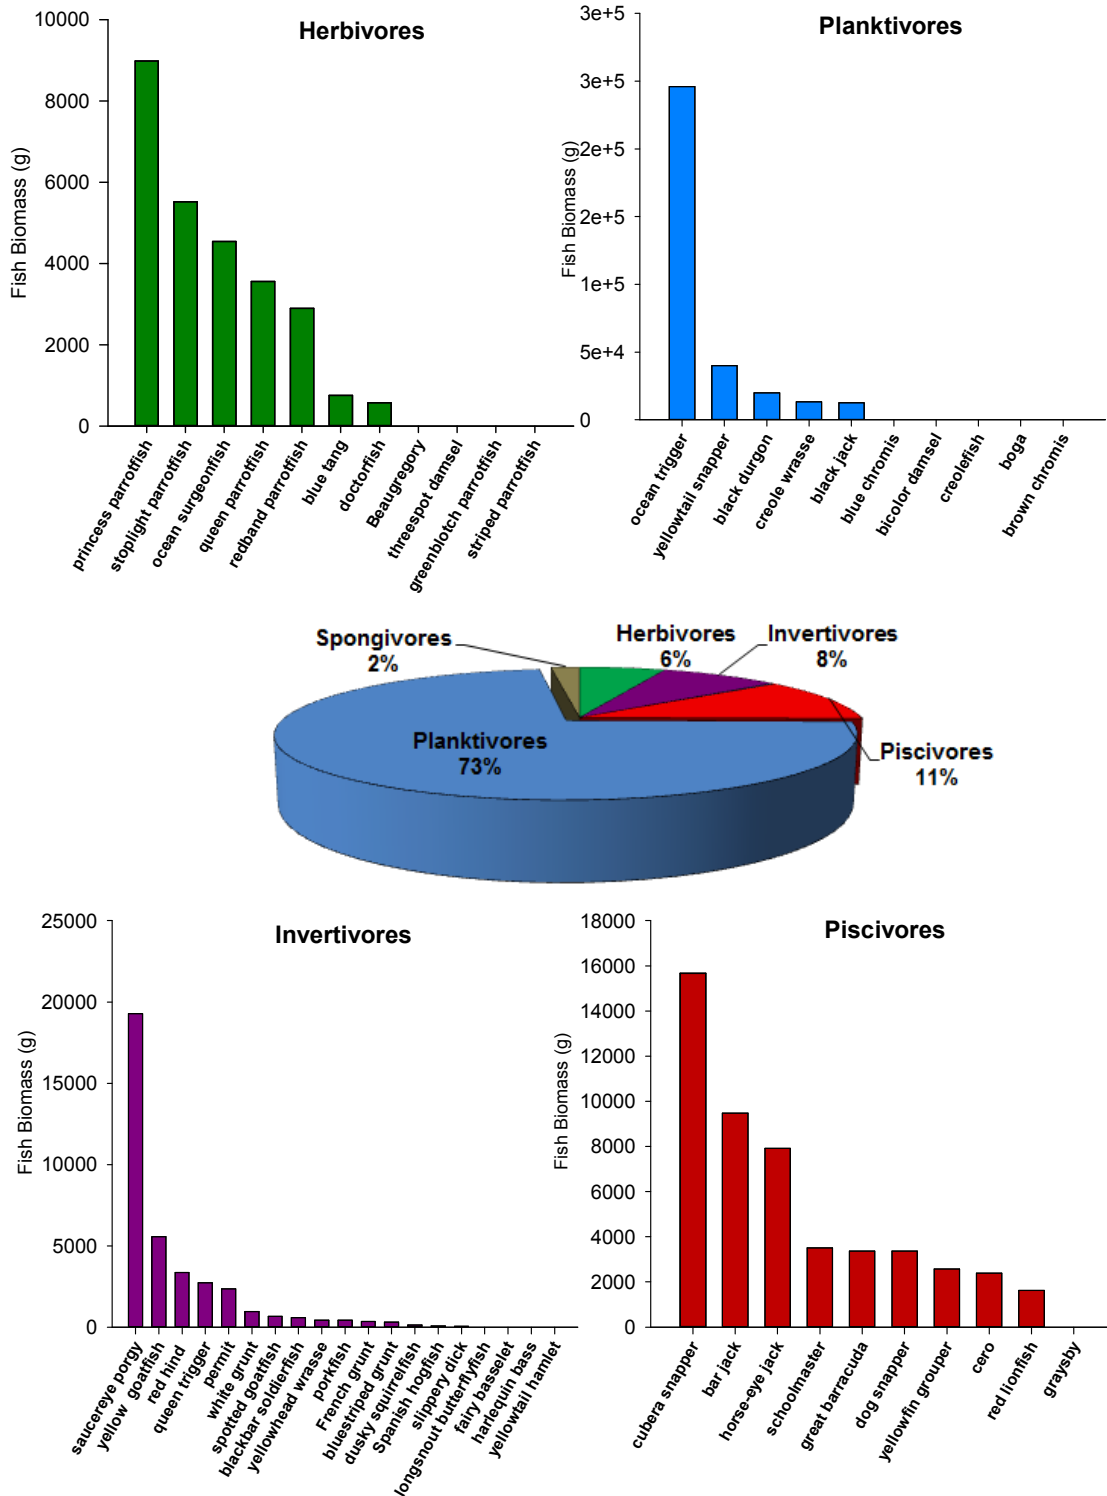 Herbivores
Fish Biomass (g)
10000
8000
6000
4000
2000
0
princess parrotfish
stoplight parrotfish
ocean surgeonfish
queen parrotfish
redband parrotfish
blue tang
doctorfish
Beaugregory
threespot damsel
greenblotch parrotfish
striped parrotfish
Planktivores
Fish Biomass (g)
3e+5
3e+5
2e+5
2e+5
1e+5
5e+4
0
ocean trigger
yellowtail snapper
black durgon
creole wrasse
black jack
blue chromis
bicolor damsel
creolefish
boga
brown chromis
Spongivores
2%
Herbivores
6%
Invertivores
8%
Planktivores
73%
Piscivores
11%
Invertivores
Fish Biomass (g)
25000
20000
15000
10000
5000
0
saucereye porgy
yellow goatfish
red hind
queen trigger
permit
white grunt
spotted goatfish
blackbar soldierfish
yellowhead wrasse
porkfish
French grunt
bluestriped grunt
dusky squirrelfish
Spanish hogfish
slippery dick
longsnout butterflyfish
fairy basselet
harlequin bass
yellowtail hamlet
Piscivores
Fish Biomass (g)
18000
16000
14000
12000
10000
8000
6000
4000
2000
0
cubera snapper
bar jack
horse-eye jack
schoolmaster
great barracuda
dog snapper
yellowfin grouper
cero
red lionfish
graysby